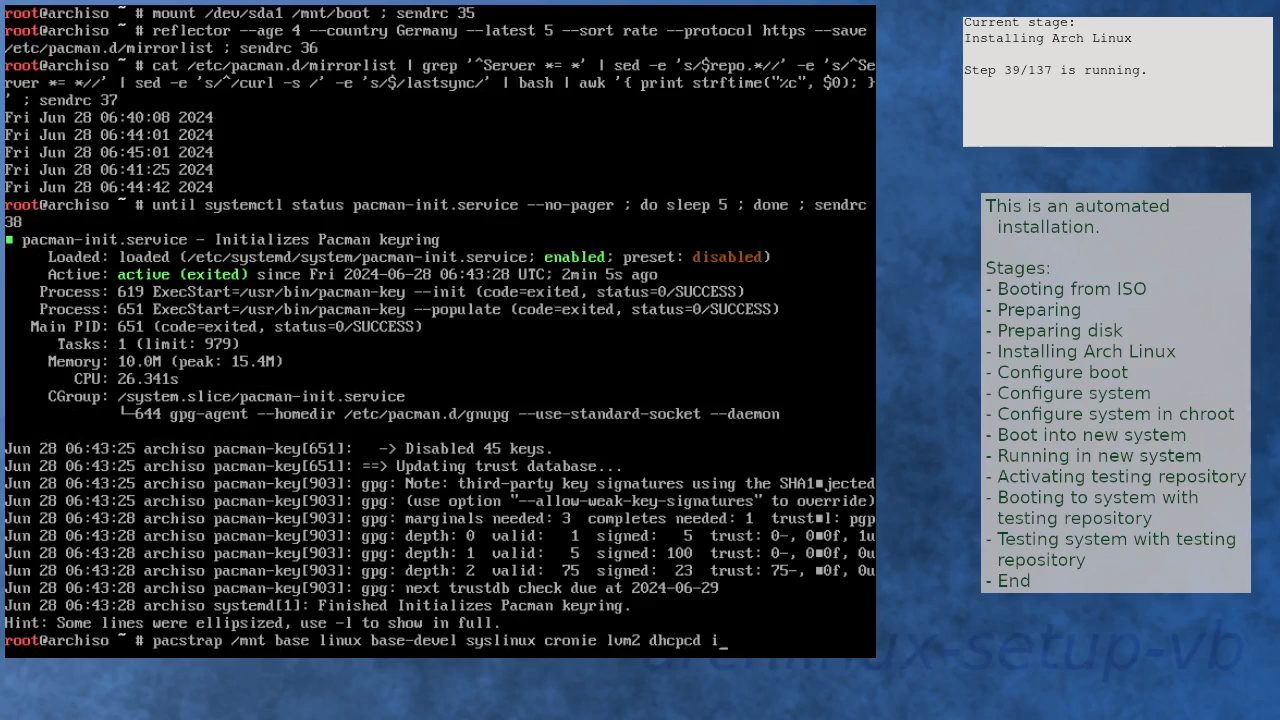 root@archiso ~ # mount /dev/sda1 /mnt/boot ; sendrc 35
root@archiso ~ # reflector --age 4 --country Germany --latest 5 --sort rate --protocol https --save
/etc/pacman.d/mirrorlist ; sendrc 36
root@archiso ~ # cat /etc/pacman.d/mirrorlist | grep '^Server *= *' | sed -e 's/$repo.*//' -e 's/^Se
rver *= *//' | sed -e 's/^/curl -s /' -e 's/$/lastsync/' | bash | awk '{ print strftime("%c", $0); }
' ; sendrc 37
Fri Jun 28 06:40:08 2024
Fri Jun 28 06:44:01 2024
Fri Jun 28 06:45:01 2024
Fri Jun 28 06:41:25 2024
Fri Jun 28 06:44:42 2024
root@archiso ~ # until systemctl status pacman-init.service --no-pager ; do sleep 5 ; done ; sendrc
38
■ pacman-init.service - Initializes Pacman keyring
Loaded: loaded (/etc/systemd/system/pacman-init.service; enabled; preset: disabled)
Active: active (exited) since Fri 2024-06-28 06:43:28 UTC; 2min 5s ago
Process: 619 ExecStart=/usr/bin/pacman-key --init (code=exited, status=0/SUCCESS)
Process: 651 ExecStart=/usr/bin/pacman-key --populate (code=exited, status=0/SUCCESS)
Main PID: 651 (code=exited, status=0/SUCCESS)
Tasks: 1 (limit: 979)
Memory: 10.0M (peak: 15.4M)
CPU: 26.341s
CGroup: /system.slice/pacman-init.service
└─644 gpg-agent --homedir /etc/pacman.d/gnupg --use-standard-socket --daemon
Jun 28 06:43:25 archiso pacman-key[651]:   -> Disabled 45 keys.
Jun 28 06:43:25 archiso pacman-key[651]: ==> Updating trust database...
Jun 28 06:43:25 archiso pacman-key[903]: gpg: Note: third-party key signatures using the SHA1■jected
Jun 28 06:43:25 archiso pacman-key[903]: gpg: (use option "--allow-weak-key-signatures" to override)
Jun 28 06:43:28 archiso pacman-key[903]: gpg: marginals needed: 3  completes needed: 1  trust■l: pgp
Jun 28 06:43:28 archiso pacman-key[903]: gpg: depth: 0  valid:   1  signed:   5  trust: 0-, 0■0f, 1u
Jun 28 06:43:28 archiso pacman-key[903]: gpg: depth: 1  valid:   5  signed: 100  trust: 0-, 0■0f, 0u
Jun 28 06:43:28 archiso pacman-key[903]: gpg: depth: 2  valid:  75  signed:  23  trust: 75-, ■0f, 0u
Jun 28 06:43:28 archiso pacman-key[903]: gpg: next trustdb check due at 2024-06-29
Jun 28 06:43:28 archiso systemd[1]: Finished Initializes Pacman keyring.
Hint: Some lines were ellipsized, use -l to show in full.
root@archiso ~ # pacstrap /mnt base linux base-devel syslinux cronie lvm2 dhcpcd i_
Current stage:
Installing Arch Linux
Step 39/137 is running.
This is an automated
installation.
Stages:
- Booting from ISO
- Preparing
- Preparing disk
- Installing Arch Linux
- Configure boot
- Configure system
- Configure system in chroot
- Boot into new system
- Running in new system
- Activating testing repository
- Booting to system with
testing repository
- Testing system with testing
repository
- End